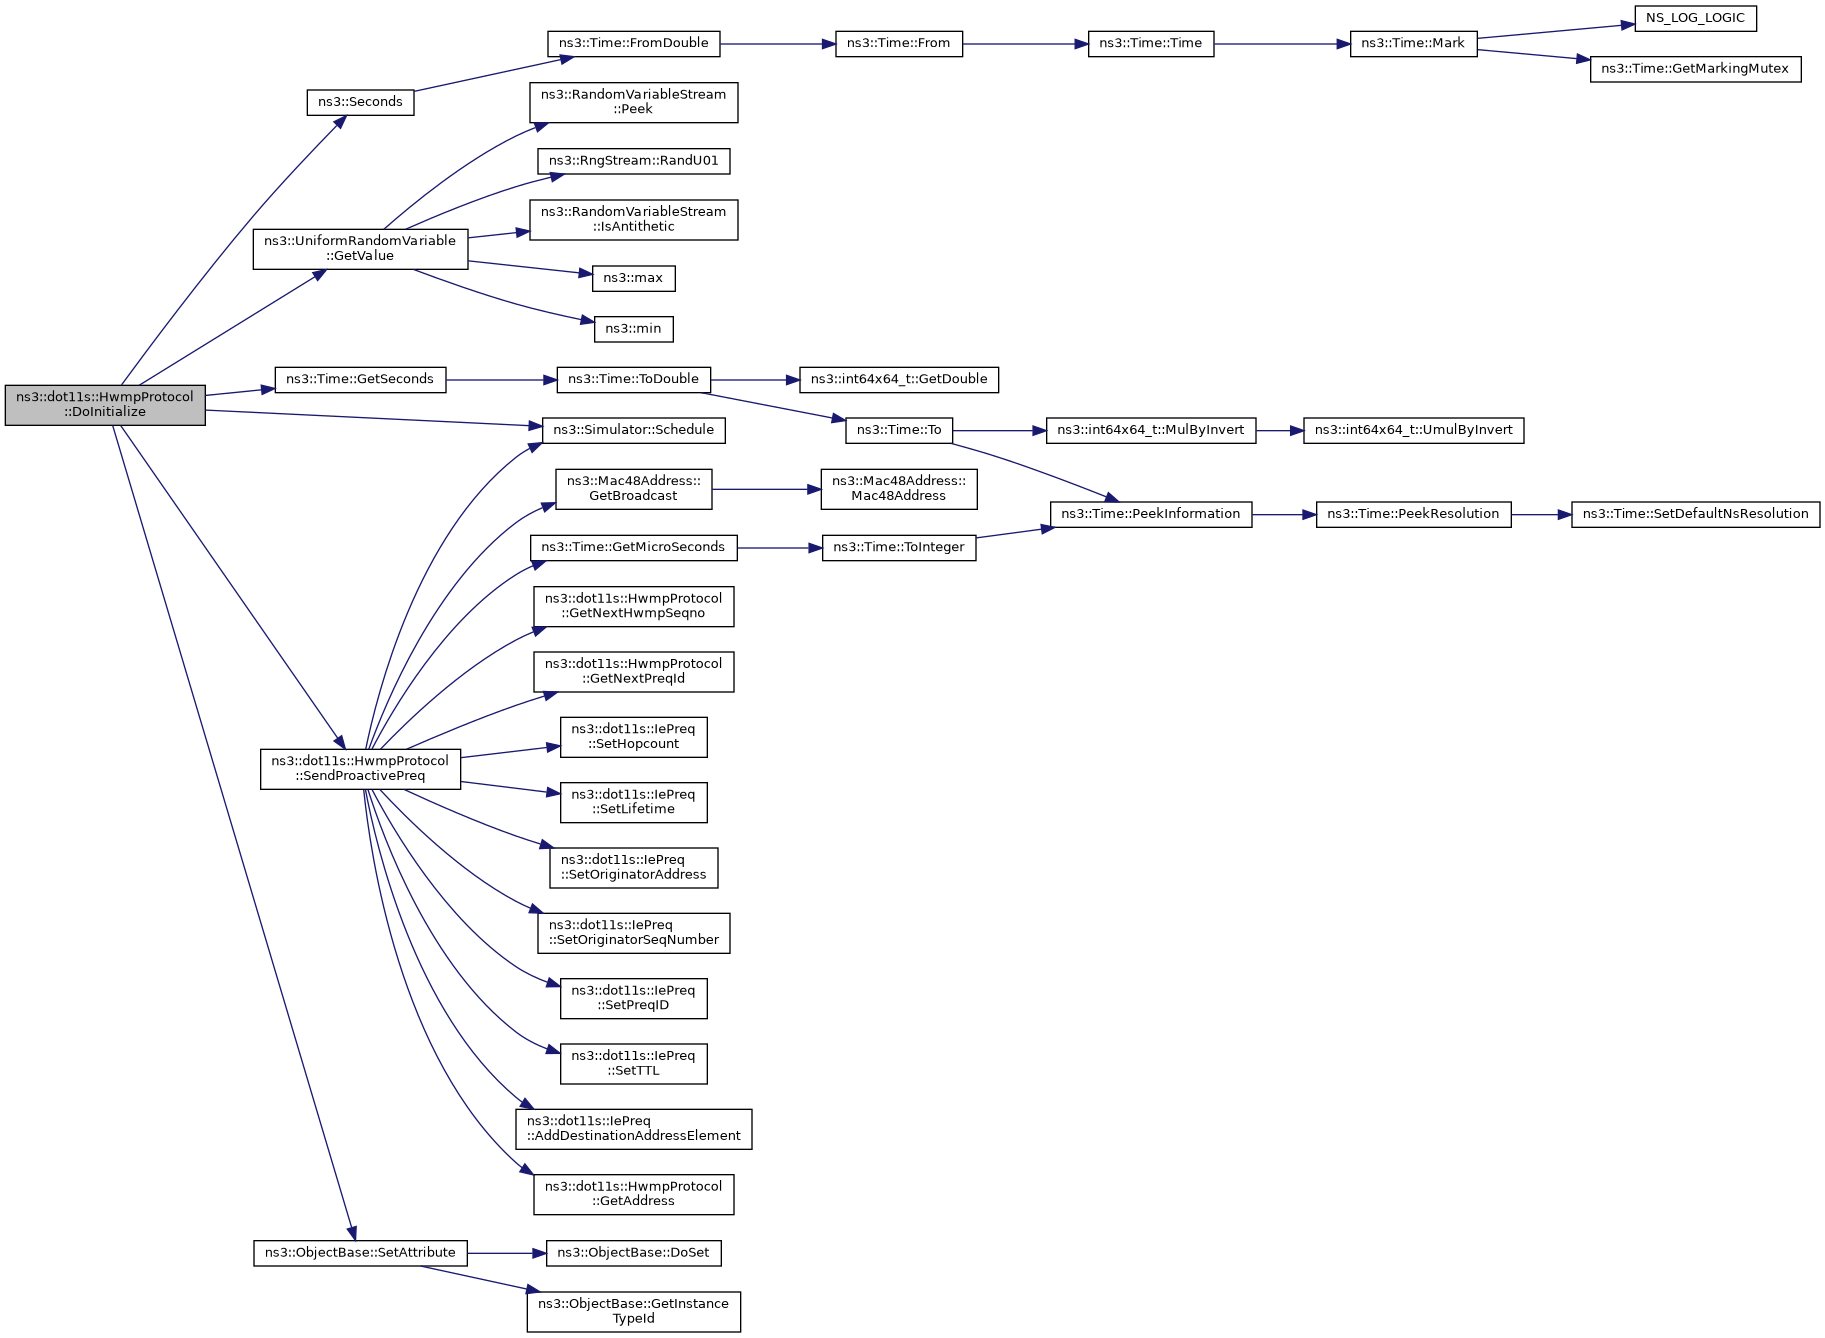 NS_LOG_LOGIC
ns3::Time::FromDouble
ns3::Time::From
ns3::Time::Time
ns3::Time::Mark
ns3::Time::GetMarkingMutex
ns3::Seconds
ns3::RandomVariableStream
::Peek
ns3::RngStream::RandU01
ns3::RandomVariableStream
::IsAntithetic
ns3::UniformRandomVariable
::GetValue
ns3::max
ns3::min
ns3::Time::GetSeconds
ns3::Time::ToDouble
ns3::int64x64_t::GetDouble
ns3::dot11s::HwmpProtocol
::DoInitialize
ns3::Simulator::Schedule
ns3::Time::To
ns3::int64x64_t::MulByInvert
ns3::int64x64_t::UmulByInvert
ns3::Mac48Address::
GetBroadcast
ns3::Mac48Address::
Mac48Address
ns3::Time::PeekInformation
ns3::Time::PeekResolution
ns3::Time::SetDefaultNsResolution
ns3::Time::GetMicroSeconds
ns3::Time::ToInteger
ns3::dot11s::HwmpProtocol
::GetNextHwmpSeqno
ns3::dot11s::HwmpProtocol
::GetNextPreqId
ns3::dot11s::IePreq
::SetHopcount
ns3::dot11s::HwmpProtocol
::SendProactivePreq
ns3::dot11s::IePreq
::SetLifetime
ns3::dot11s::IePreq
::SetOriginatorAddress
ns3::dot11s::IePreq
::SetOriginatorSeqNumber
ns3::dot11s::IePreq
::SetPreqID
ns3::dot11s::IePreq
::SetTTL
ns3::dot11s::IePreq
::AddDestinationAddressElement
ns3::dot11s::HwmpProtocol
::GetAddress
ns3::ObjectBase::SetAttribute
ns3::ObjectBase::DoSet
ns3::ObjectBase::GetInstance
TypeId